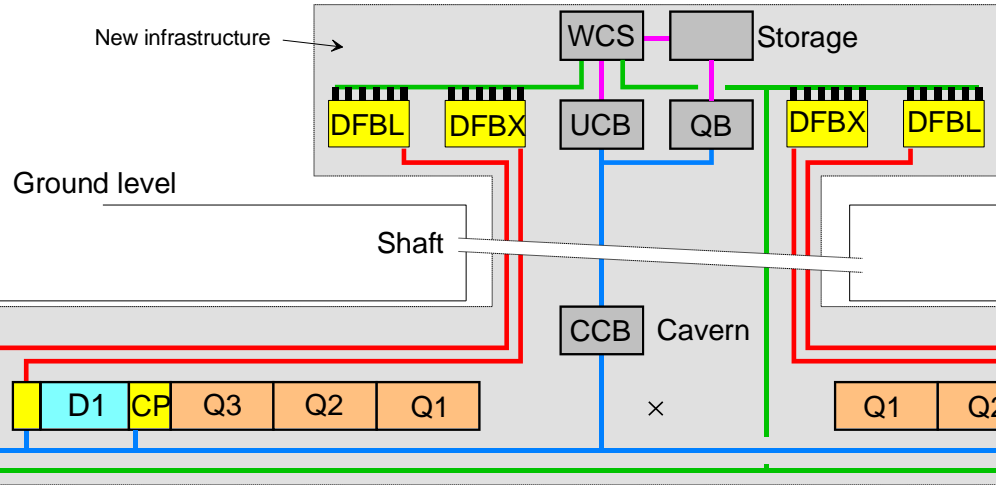 WCS
Storage
New infrastructure
DFBL
DFBX
UCB
QB
DFBX
DFBL
Ground level
Shaft
CCB
Cavern
D1
CP
Q3
Q2
Q1
×
Q1
Q2